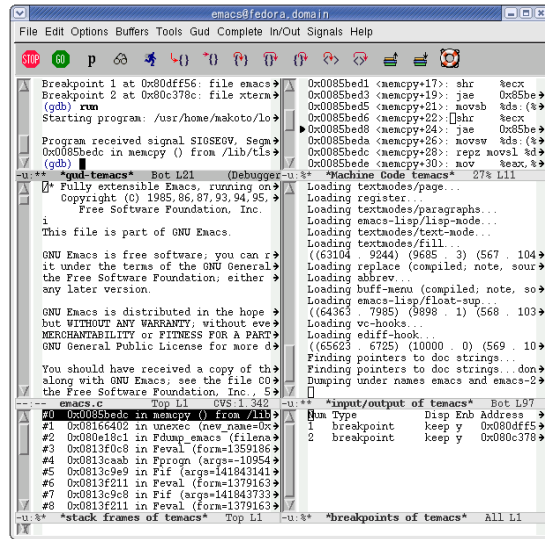 emacs@fedora.domain
File Edit Options Buffers Tools Gud Complete In/Out Signals Help
STOP GO p
Breakpoint 1 at 0x80dff56: file emacs
Breakpoint 2 at 0x80c378c: file xterm
(gdb) run
Starting program: /usr/home/makoto/lo
Program received signal SIGSEGV, Segm
0x0085bedc in memcpy () from /lib/tls
(gdb)
-u:** *gud-temacs* Bot L21 (Debugger
0x0085bed1 <memcpy+17>: shr %ecx
0x0085bed3 <memcpy+19>: jae 0x85be
0x0085bed5 <memcpy+21>: movsb %ds:(%
0x0085bed6 <memcpy+22>: shr %ecx
0x0085bed8 <memcpy+24>: jae 0x85be
0x0085beda <memcpy+26>: movsw %ds:(%
0x0085bedc <memcpy+28>: repz movsl %d
0x0085bede <memcpy+30>: mov %eax,%
-u:%* *Machine Code temacs* 27% L11
/* Fully extensible Emacs, running on
Copyright (C) 1985,86,87,93,94,95,
Free Software Foundation, Inc.
i
This file is part of GNU Emacs.
GNU Emacs is free software; you can r
it under the terms of the GNU General
the Free Software Foundation; either
any later version.
GNU Emacs is distributed in the hope
but WITHOUT ANY WARRANTY; without eve
MERCHANTABILITY or FITNESS FOR A PART
GNU General Public License for more d
You should have received a copy of th
along with GNU Emacs; see the file CO
the Free Software Foundation, Inc., 5
--:-- emacs.c Top L1 CVS:1.342
Loading textmodes/page...
Loading register...
Loading textmodes/paragraphs...
Loading emacs-lisp/lisp-mode...
Loading textmodes/text-mode...
Loading textmodes/fill...
((63104 . 9244) (9685 . 3) (567 . 104
Loading replace (compiled; note, sour
Loading abbrev...
Loading buff-menu (compiled; note, so
Loading emacs-lisp/float-sup...
((64363 . 7985) (9898 . 1) (568 . 103
Loading vc-hooks...
Loading ediff-hook...
((65623 . 6725) (10000 . 0) (569 . 10
Finding pointers to doc strings...
Finding pointers to doc strings...don
Dumping under names emacs and emacs-2
-u:** *input/output of temacs* Bot L97
#0 0x0085bedc in memcpy () from /lib
#1 0x08166402 in unexec (new_name=0x
#2 0x080e18c1 in Fdump_emacs (filena
#3 0x0813f0c8 in Feval (form=1359186
#4 0x0813caab in Fprogn (args=-10954
#5 0x0813c9e9 in Fif (args=141843141
#6 0x0813f211 in Feval (form=1379163
#7 0x0813c9c8 in Fif (args=141843733
#8 0x0813f211 in Feval (form=1379163
-u:%* *stack frames of temacs* Top L1
Num Type Disp Enb Address
1 breakpoint keep y 0x080dff5
2 breakpoint keep y 0x080c378
-u:%* *breakpoints of temacs* All L1